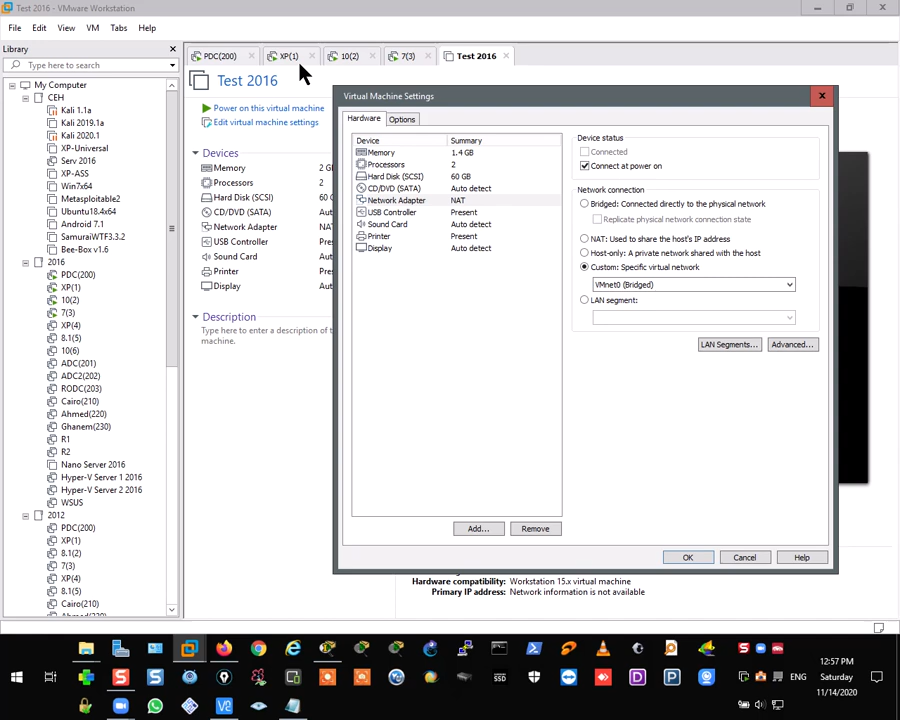 Test 2016 - VMware Workstation
File Edit View VM Tabs Help
Library
Type here to search
My Computer
CEH
Kali 1.1a
Kali 2019.1a
Kali 2020.1
XP-Universal
Serv 2016
XP-ASS
Win7x64
Metasploitable2
Ubuntu18.4x64
Android 7.1
SamuraiWTF3.3.2
Bee-Box v1.6
2016
PDC(200)
XP(1)
10(2)
7(3)
XP(4)
8.1(5)
10(6)
ADC(201)
ADC2(202)
RODC(203)
Cairo(210)
Ahmed(220)
Ghanem(230)
R1
R2
Nano Server 2016
Hyper-V Server 1 2016
Hyper-V Server 2 2016
WSUS
2012
PDC(200)
XP(1)
8.1(2)
7(3)
XP(4)
8.1(5)
Cairo(210)
PDC(200) XP(1) 10(2) 7(3) Test 2016
Test 2016
Power on this virtual machine
Edit virtual machine settings
Devices
Memory 2 G
Processors 2
Hard Disk (SCSI) 60
CD/DVD (SATA) Aut
Network Adapter NA
USB Controller Pres
Sound Card Aut
Printer Pres
Display Aut
Description
Type here to enter a description of t
machine.
Virtual Machine Settings
Hardware Options
Device Summary
Memory 1.4 GB
Processors 2
Hard Disk (SCSI) 60 GB
CD/DVD (SATA) Auto detect
Network Adapter NAT
USB Controller Present
Sound Card Auto detect
Printer Present
Display Auto detect
Add... Remove
Device status
Connected
Connect at power on
Network connection
Bridged: Connected directly to the physical network
Replicate physical network connection state
NAT: Used to share the host's IP address
Host-only: A private network shared with the host
Custom: Specific virtual network
VMnet0 (Bridged)
LAN segment:
LAN Segments... Advanced...
OK Cancel Help
Hardware compatibility: Workstation 15.x virtual machine
Primary IP address: Network information is not available
12:57 PM
ENG Saturday
11/14/2020